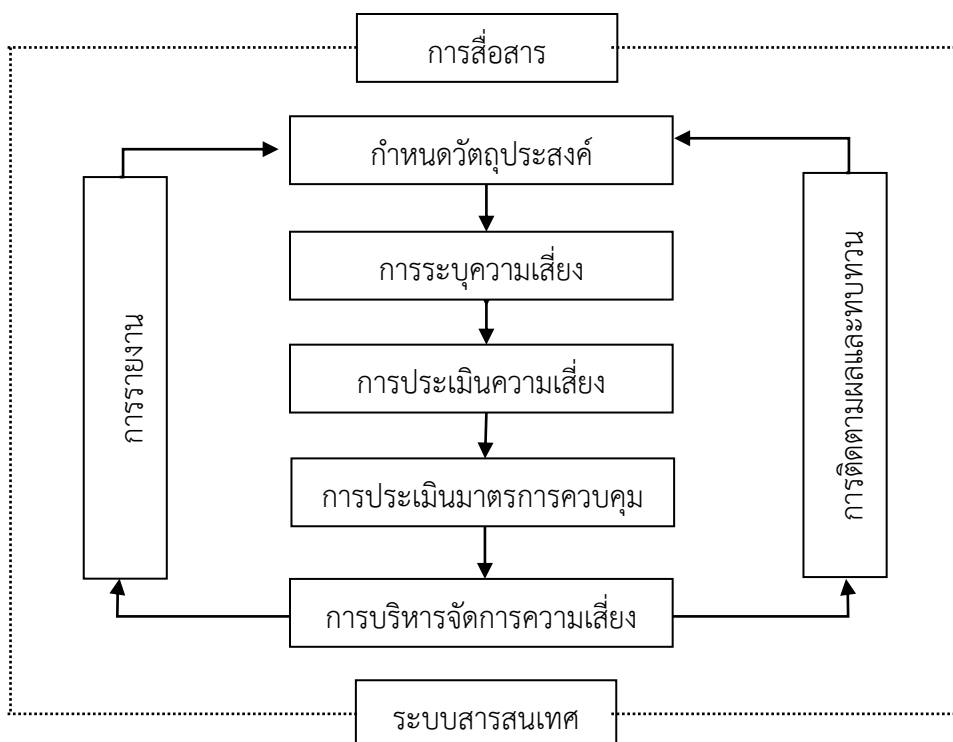 การสื่อสาร
กำหนดวัตถุประสงค์
การระบุความเสี่ยง
การประเมินความเสี่ยง
การประเมินมาตรการควบคุม
การบริหารจัดการความเสี่ยง
การรายงาน
การติดตามผลและทบทวน
ระบบสารสนเทศ